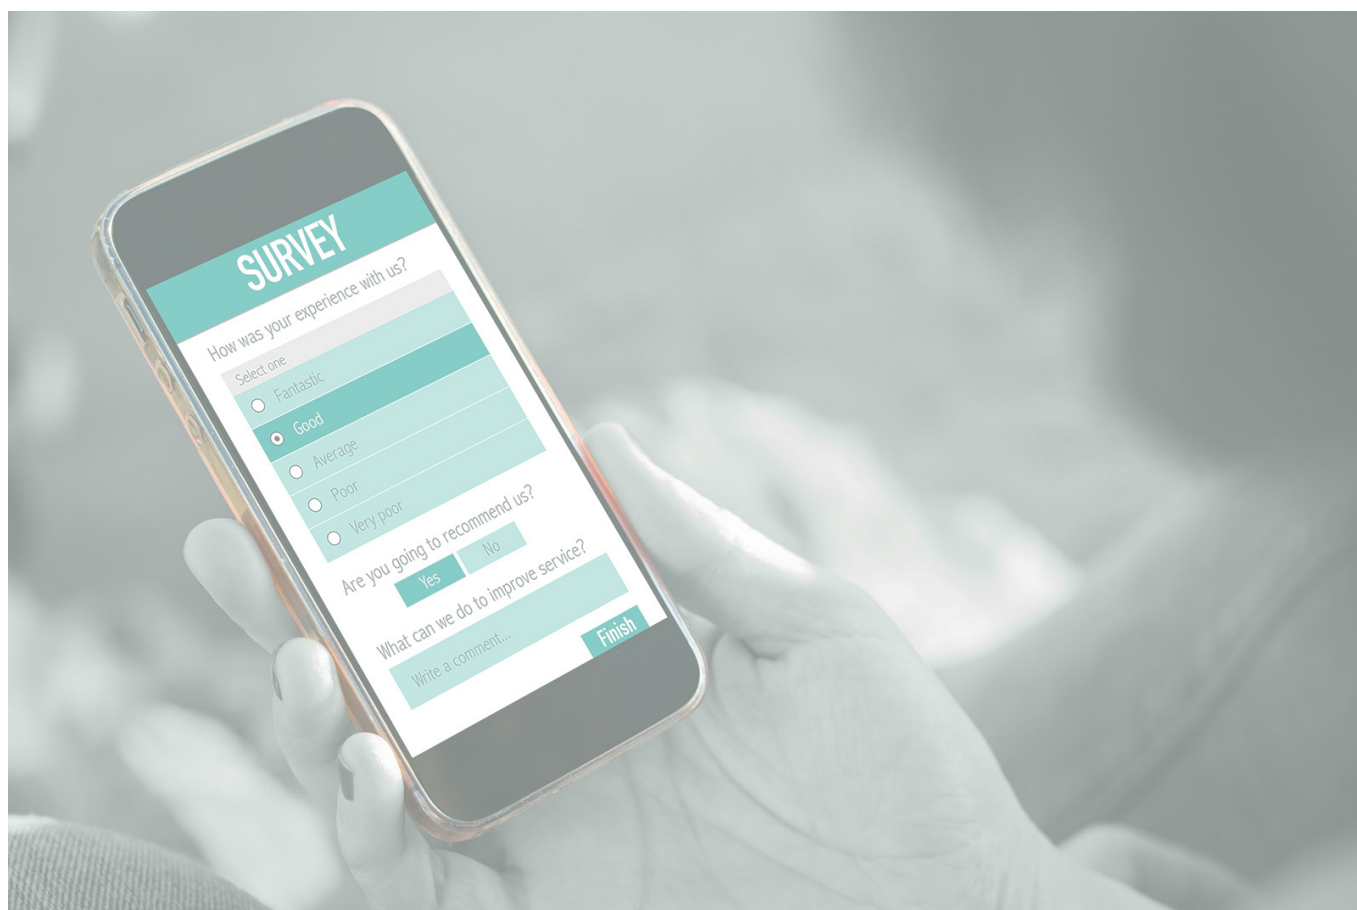 SURVEY
How was your experience with us?
Select one
Fantastic
Good
Average
Poor
Very poor
Are you going to recommend us?
Yes No
What can we do to improve service?
Write a comment...
Finish